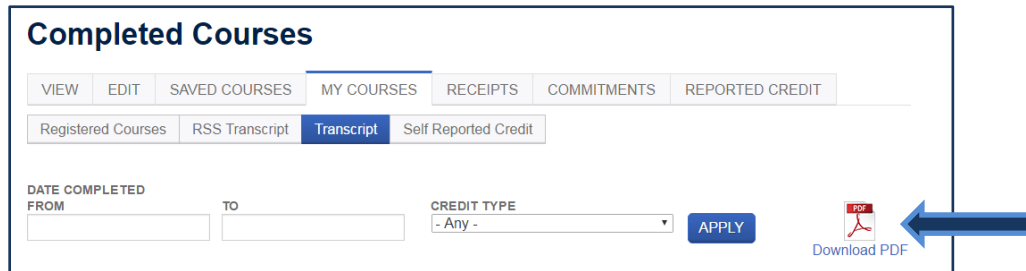 Completed Courses
VIEW EDIT SAVED COURSES MY COURSES RECEIPTS COMMITMENTS REPORTED CREDIT
Registered Courses RSS Transcript Transcript Self Reported Credit
DATE COMPLETED
FROM TO CREDIT TYPE
- Any - APPLY
PDF
Download PDF